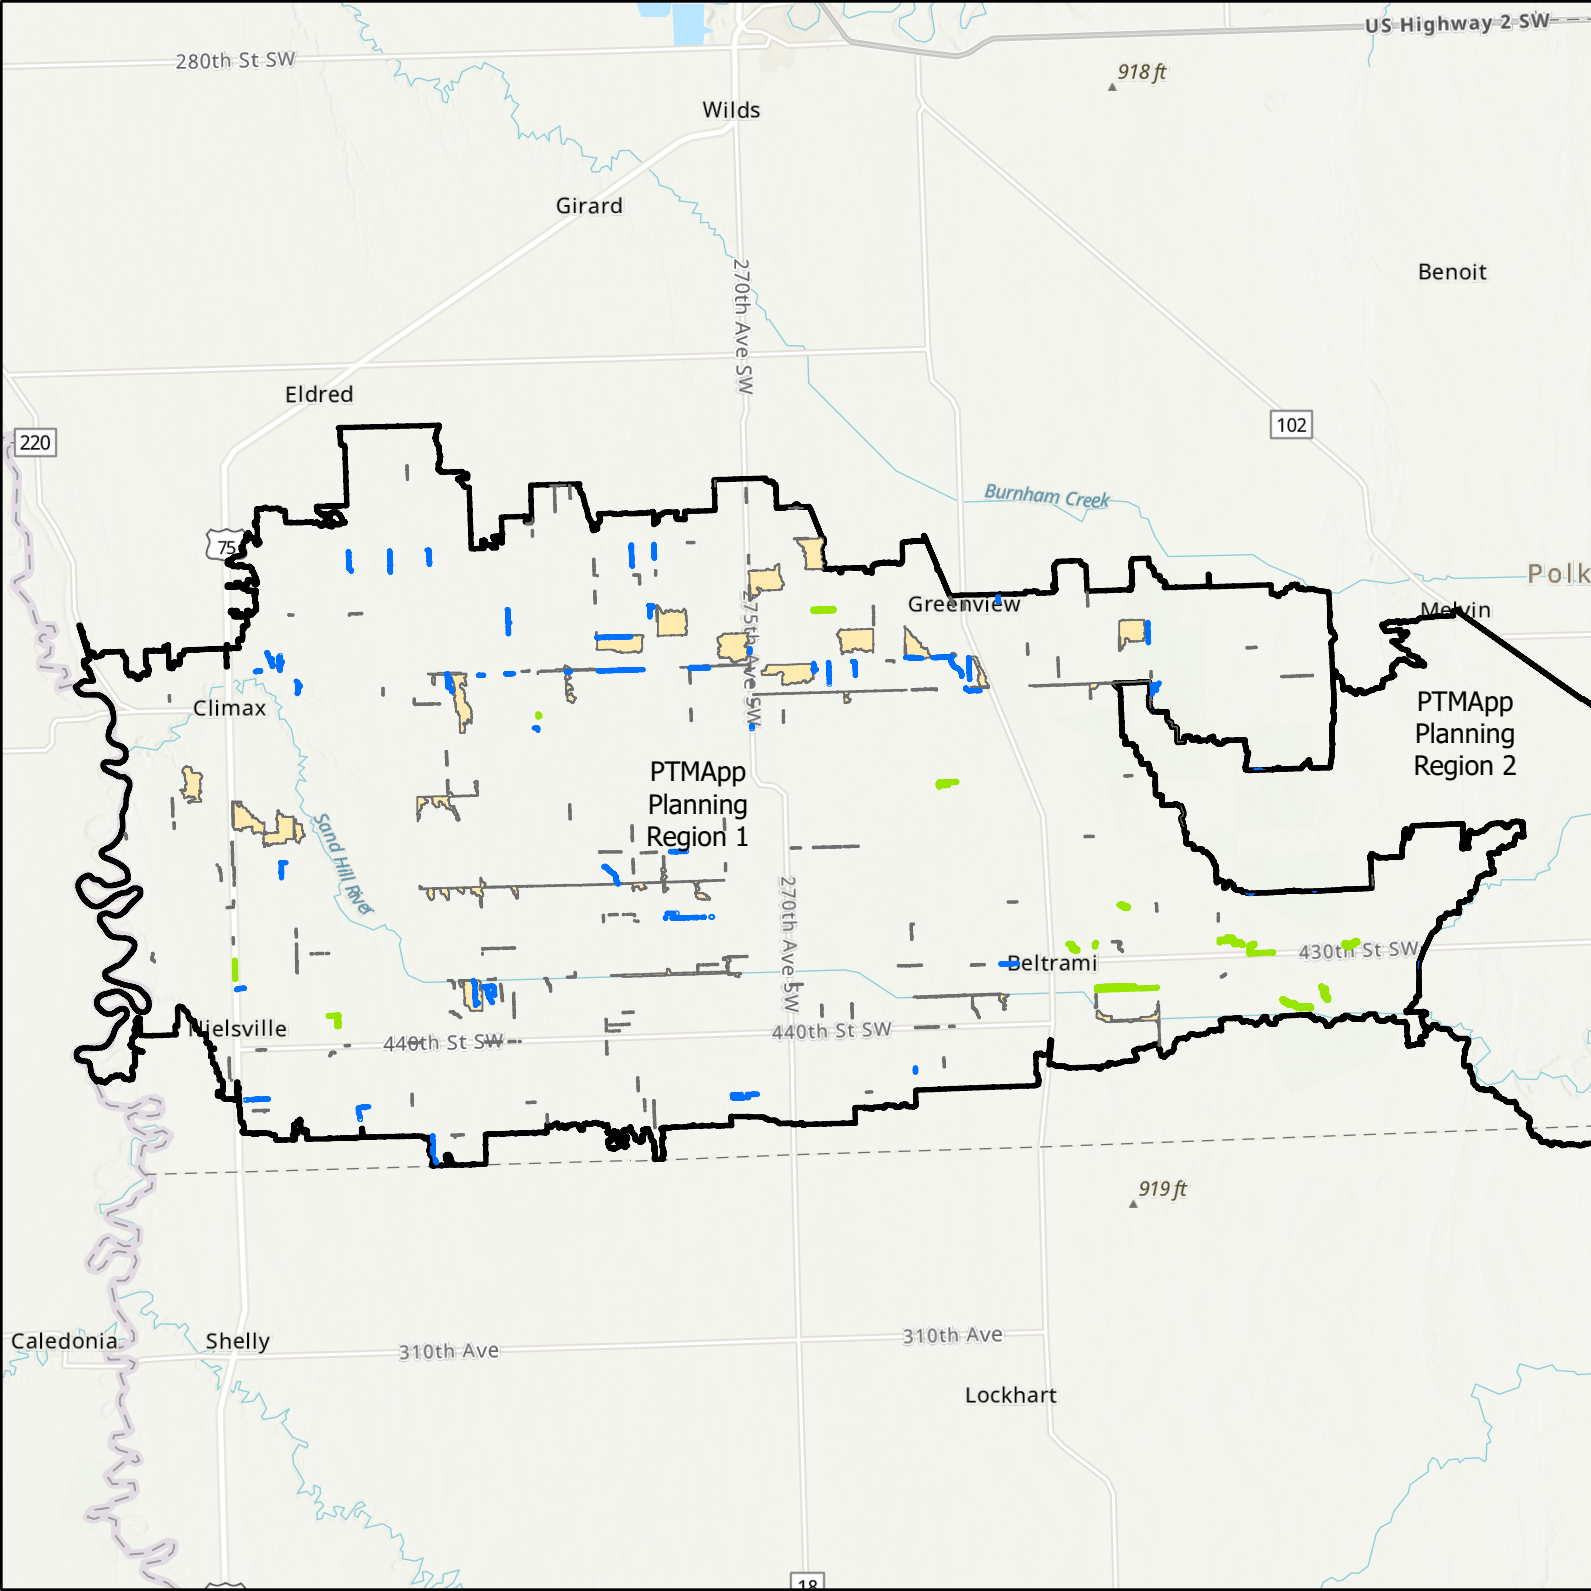 US Highway 2 SW
280th St SW
918 ft
Wilds
Girard
Benoit
270th Ave SW
Eldred
102
220
Burnham Creek
75
Polk
Greenview
Melvin
275th Ave SW
Climax
PTMApp
Planning
Region 2
PTMApp
Planning
Region 1
Sand Hill River
270th Ave SW
430th St SW
Beltrami
Nielsville
440th St SW
440th St SW
919 ft
Caledonia
Shelly
310th Ave
310th Ave
Lockhart
18